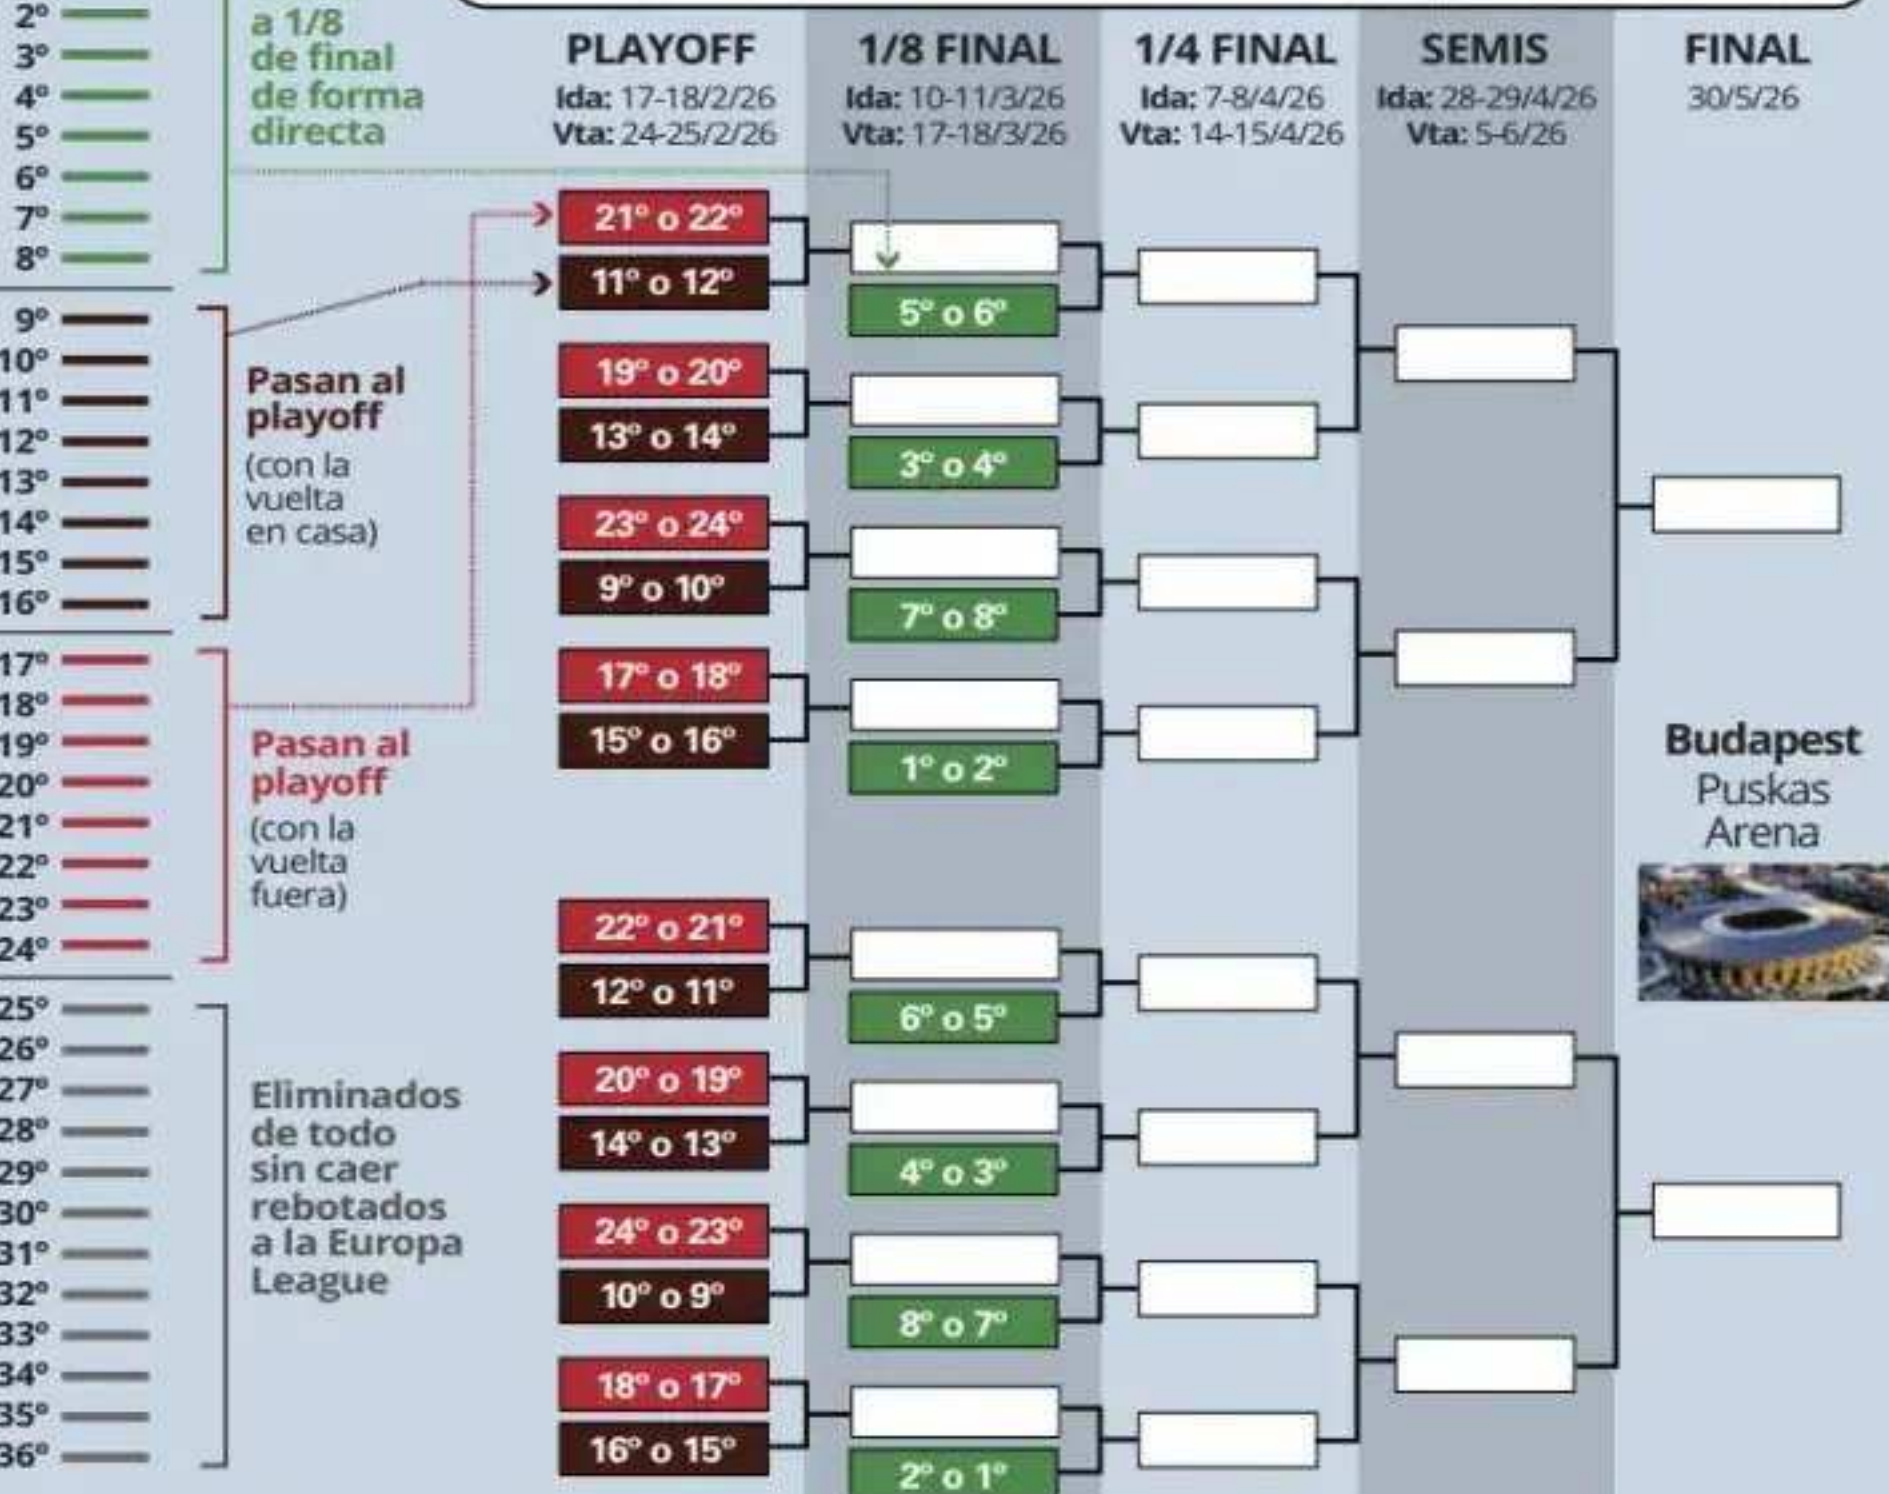 2º
3º
4º
5º
6º
7º
8º
a 1/8
de final
de forma
directa
9º
10º
11º
12º
13º
14º
15º
16º
Pasan al
playoff
(con la
vuelta
en casa)
17º
18º
19º
20º
21º
22º
23º
24º
Pasan al
playoff
(con la
vuelta
fuera)
25º
26º
27º
28º
29º
30º
31º
32º
33º
34º
35º
36º
Eliminados
de todo
sin caer
rebotados
a la Europa
League
PLAYOFF
Ida: 17-18/2/26
Vta: 24-25/2/26
21º o 22º
11º o 12º
19º o 20º
13º o 14º
23º o 24º
9º o 10º
17º o 18º
15º o 16º
22º o 21º
12º o 11º
20º o 19º
14º o 13º
24º o 23º
10º o 9º
18º o 17º
16º o 15º
1/8 FINAL
Ida: 10-11/3/26
Vta: 17-18/3/26
5º o 6º
3º o 4º
7º o 8º
1º o 2º
6º o 5º
4º o 3º
8º o 7º
2º o 1º
1/4 FINAL
Ida: 7-8/4/26
Vta: 14-15/4/26
SEMIS
Ida: 28-29/4/26
Vta: 5-6/26
FINAL
30/5/26
Budapest
Puskas
Arena